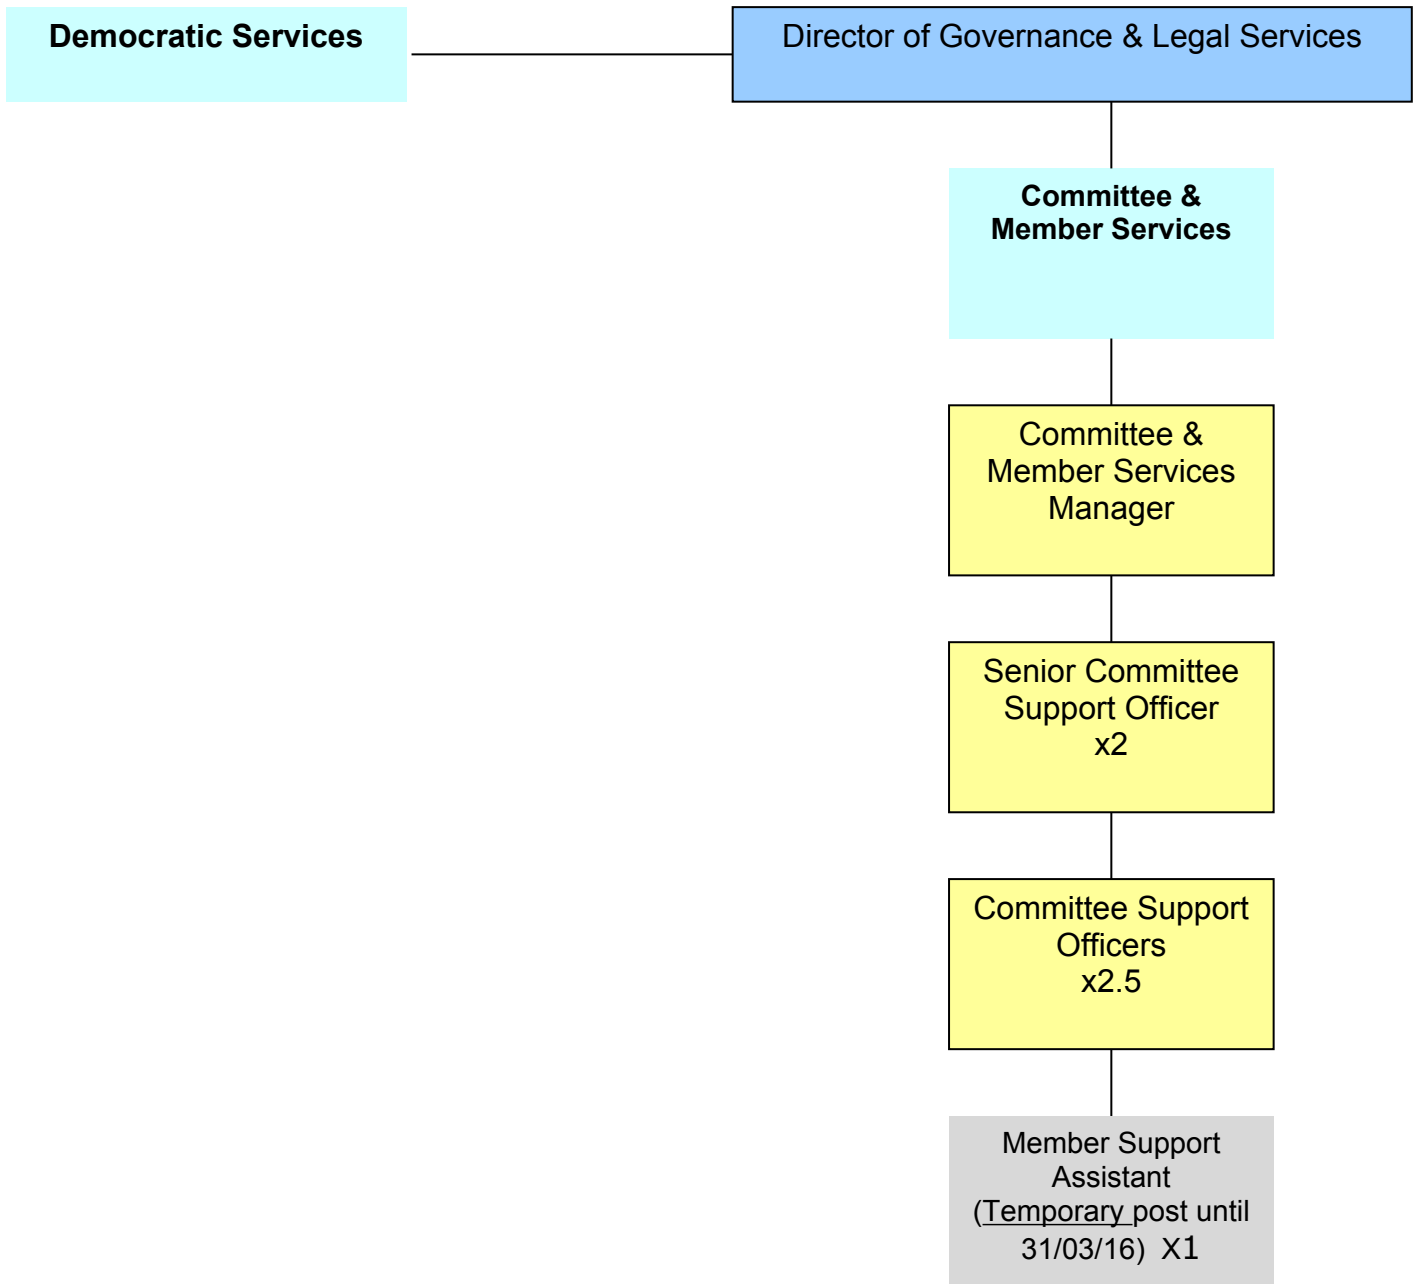 Democratic Services
Director of Governance & Legal Services
Committee &
Member Services
Committee &
Member Services
Manager
Senior Committee
Support Officer
x2
Committee Support
Officers
x2.5
Member Support
Assistant
(Temporary post until
31/03/16) X1